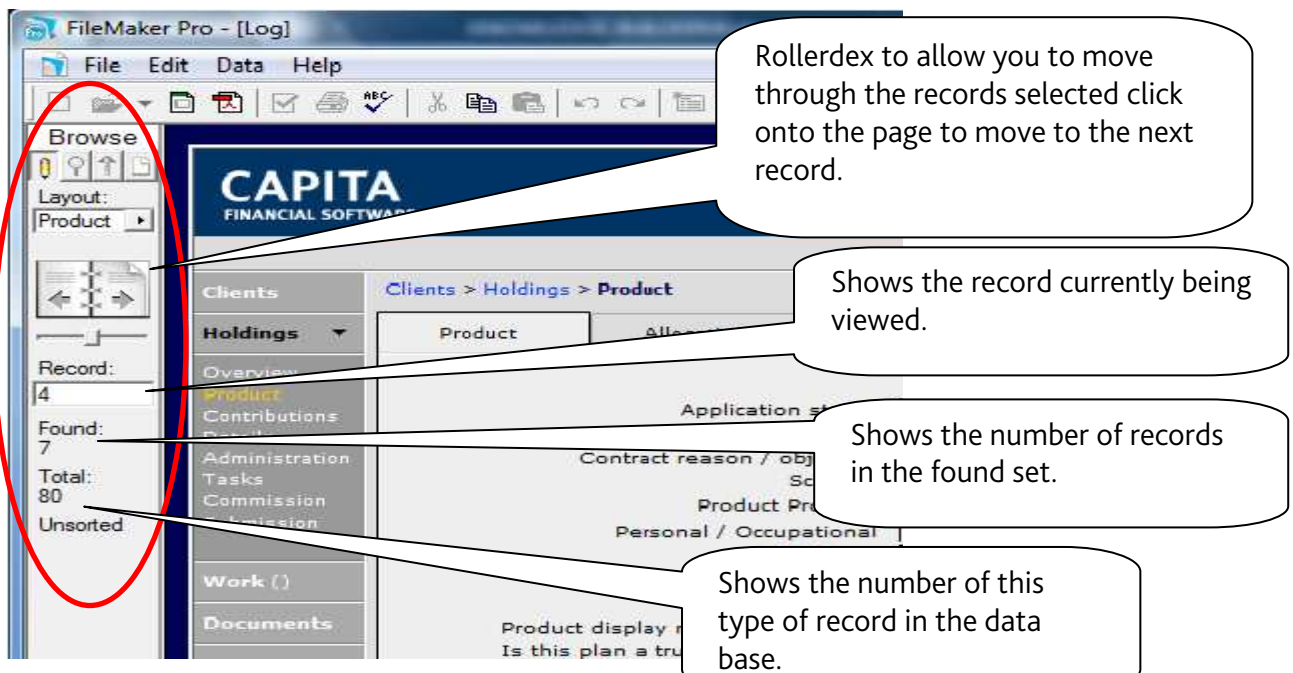 FileMaker Pro - [Log]
File Edit Data Help
Browse
Layout:
Product
Record:
4
Found:
7
Total:
80
Unsorted
CAPITA
FINANCIAL
Clients
Holdings
Overview
Product
Contributions
Administration
Tasks
Commission
Work ()
Documents
Clients > Holdings > Product
Product
Application
Contract reason /
Product
Personal / Occupational
Product display
Is this plan a
Rollerdex to allow you to move
through the records selected click
onto the page to move to the next
record.
Shows the record currently being
viewed.
Shows the number of records
in the found set.
Shows the number of this
type of record in the data
base.